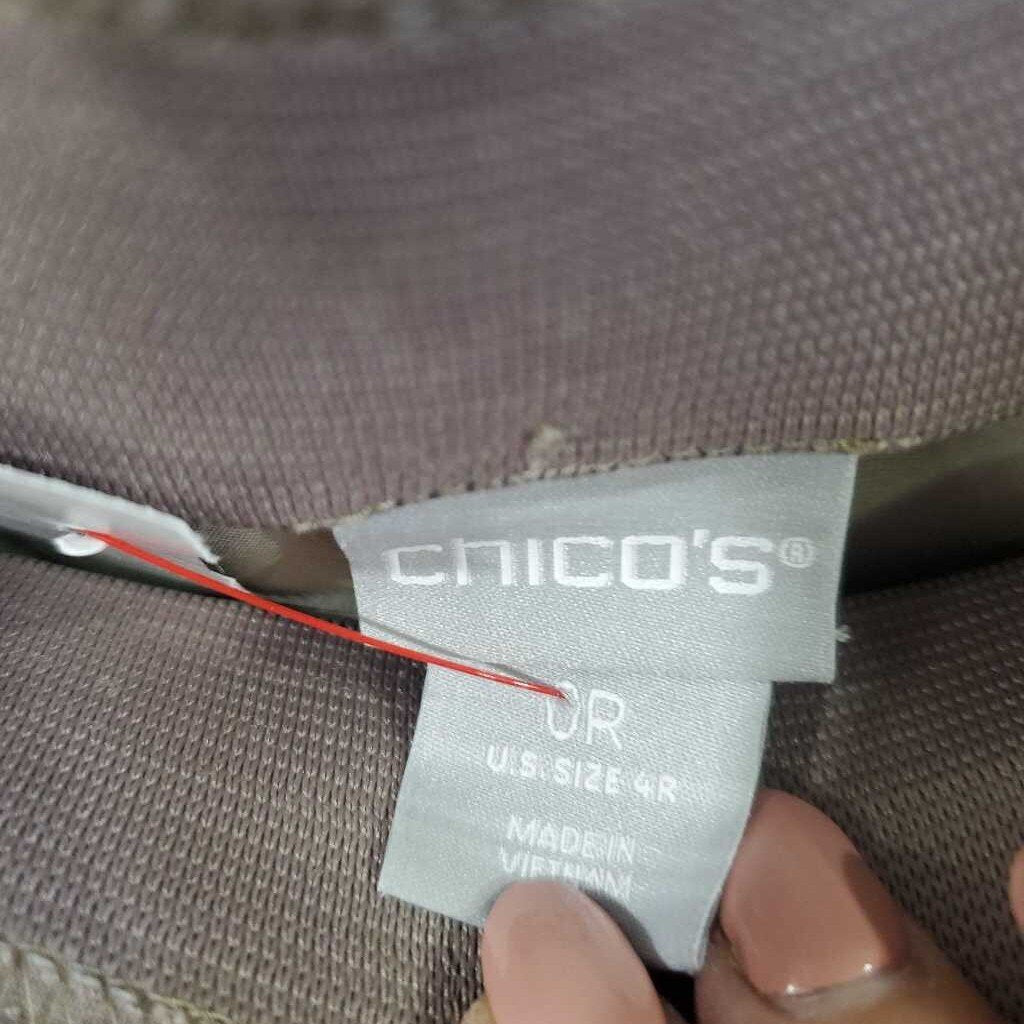 CHICO'S®
0R
U.S. SIZE 4R
MADE IN
VIETNAM